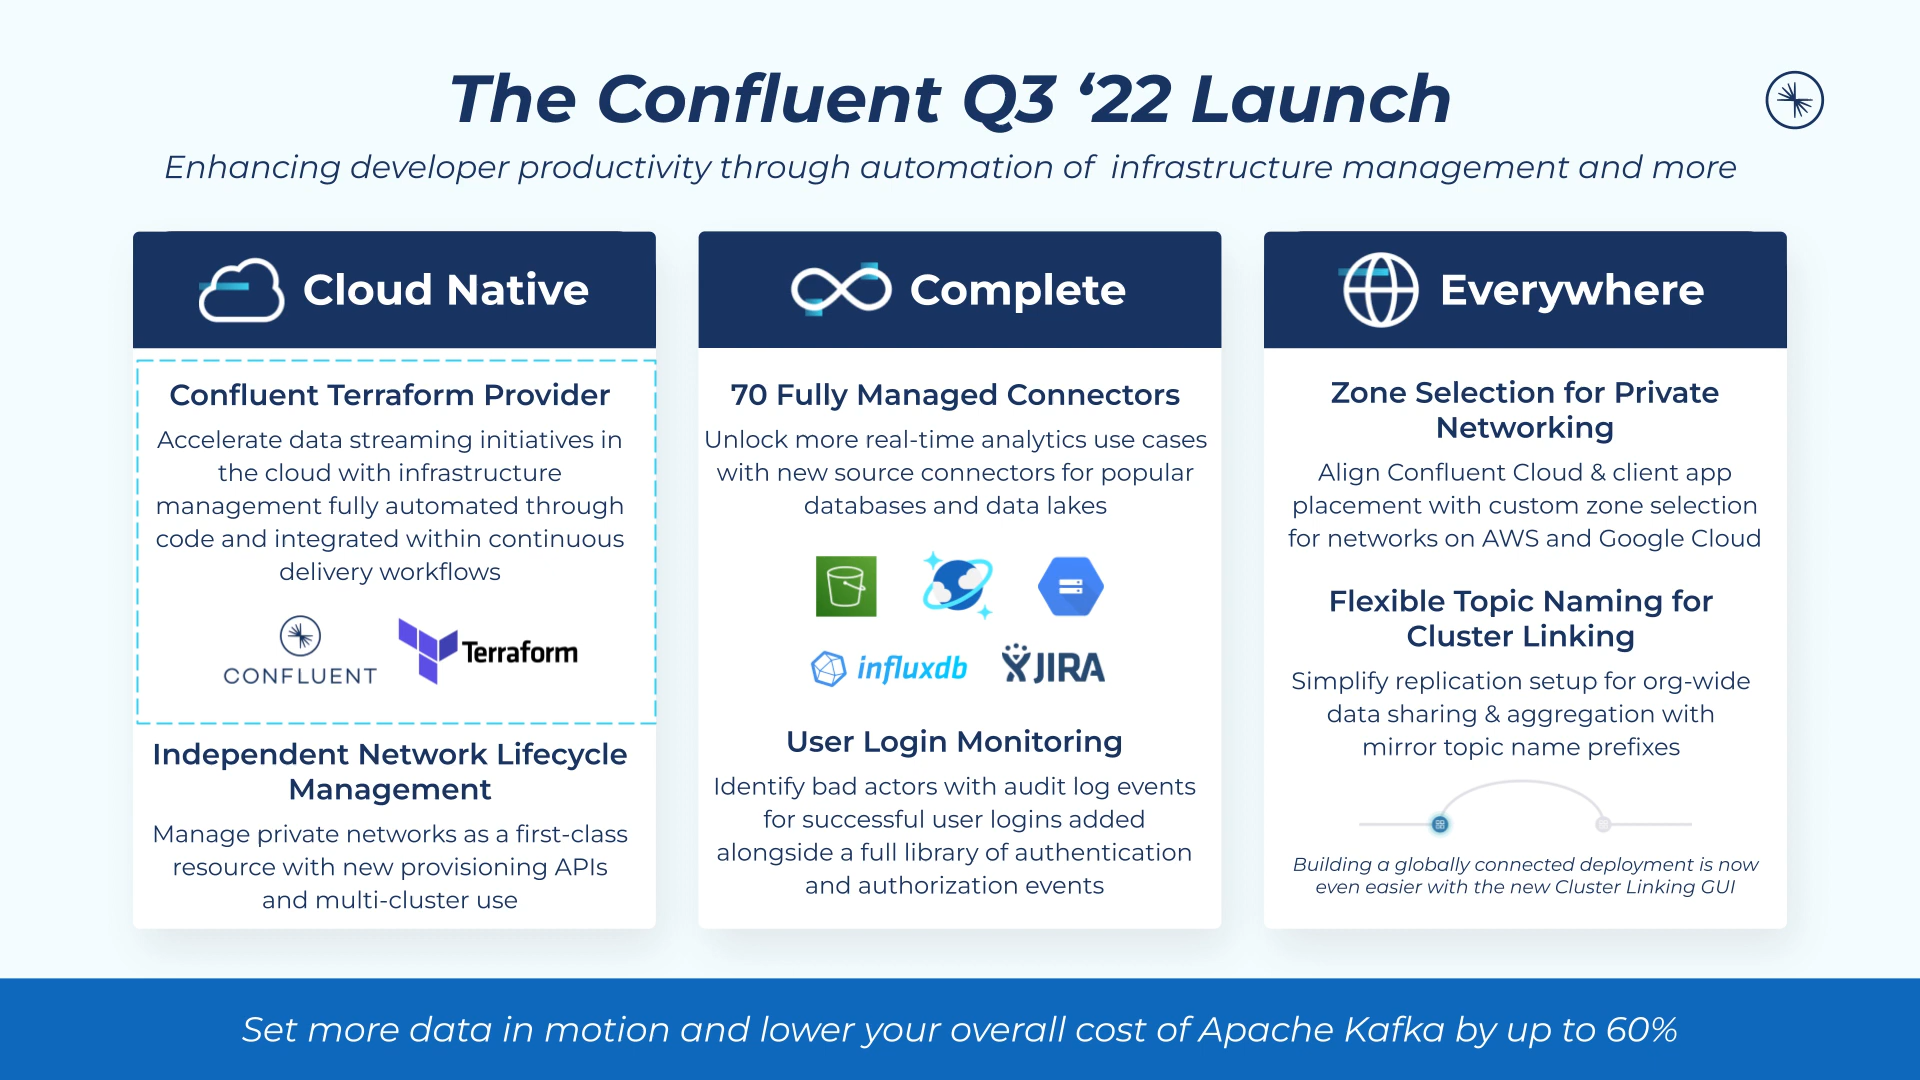 The Confluent Q3 ‘22 Launch
Enhancing developer productivity through automation of  infrastructure management and more
Cloud Native
Confluent Terraform Provider
Accelerate data streaming initiatives in
the cloud with infrastructure
management fully automated through
code and integrated within continuous
delivery workflows
CONFLUENT
Terraform
Independent Network Lifecycle
Management
Manage private networks as a first-class
resource with new provisioning APIs
and multi-cluster use
Complete
70 Fully Managed Connectors
Unlock more real-time analytics use cases
with new source connectors for popular
databases and data lakes
influxdb
JIRA
User Login Monitoring
Identify bad actors with audit log events
for successful user logins added
alongside a full library of authentication
and authorization events
Everywhere
Zone Selection for Private
Networking
Align Confluent Cloud & client app
placement with custom zone selection
for networks on AWS and Google Cloud
Flexible Topic Naming for
Cluster Linking
Simplify replication setup for org-wide
data sharing & aggregation with
mirror topic name prefixes
Building a globally connected deployment is now
even easier with the new Cluster Linking GUI
Set more data in motion and lower your overall cost of Apache Kafka by up to 60%